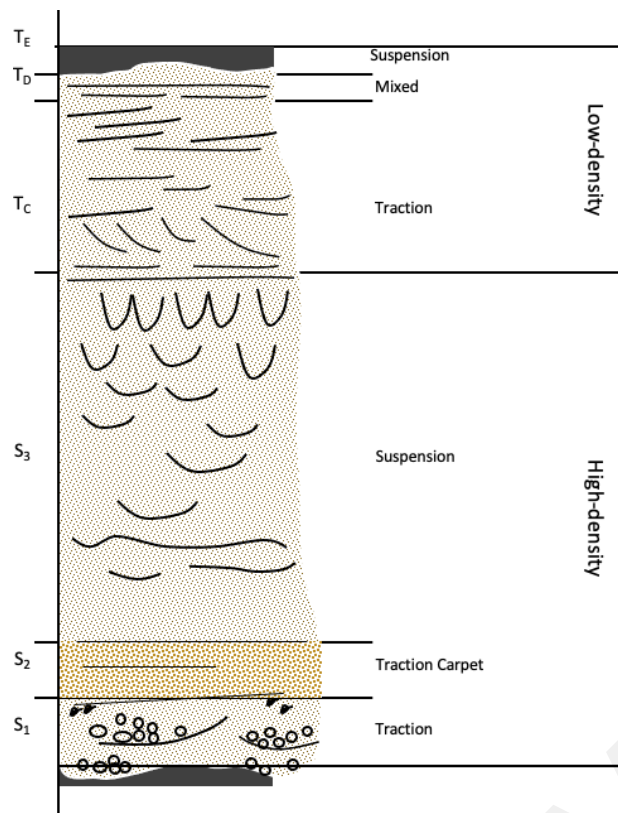 T_E
Suspension
T_D
Mixed
Low-density
T_C
Traction
S_3
Suspension
High-density
S_2
Traction Carpet
S_1
Traction